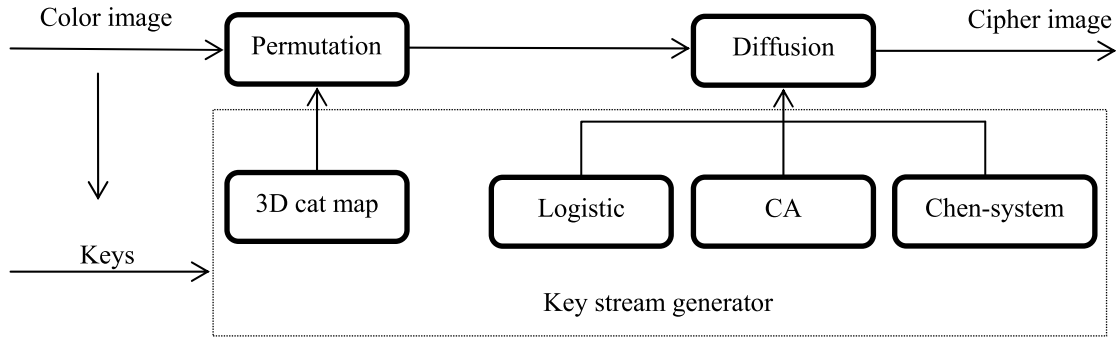 Color image
Permutation
Diffusion
Cipher image
3D cat map
Logistic
CA
Chen-system
Keys
Key stream generator